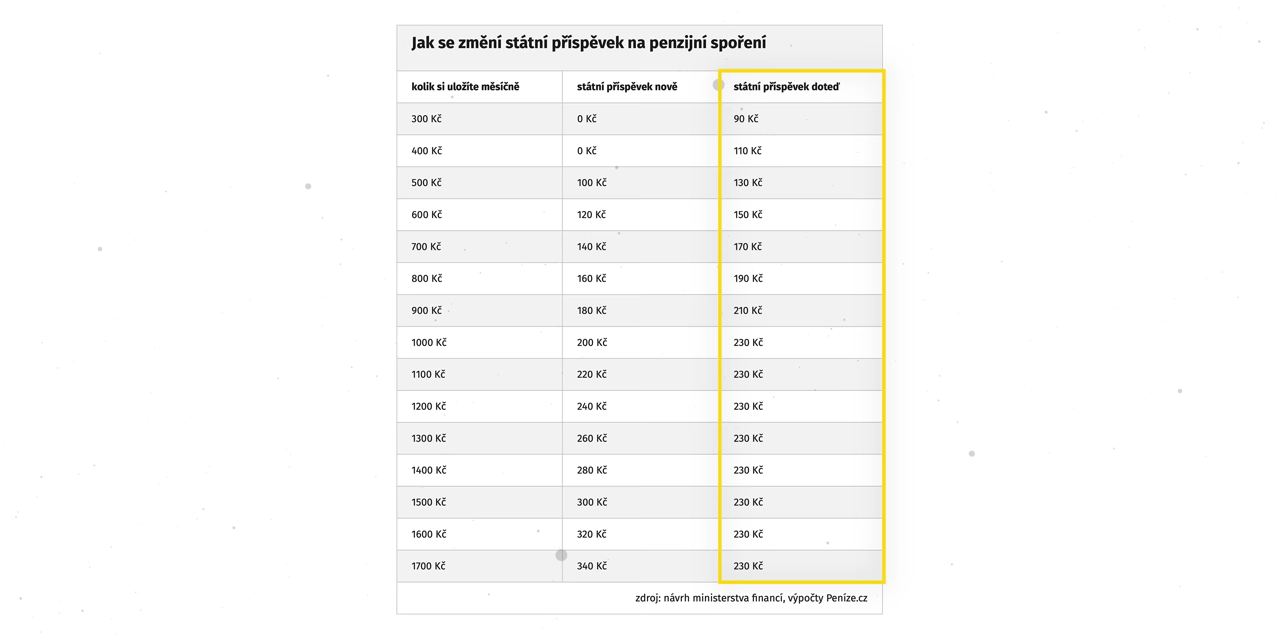 Jak se změní státní příspěvek na penzijní spoření
kolik si uložíte měsíčně státní příspěvek nově státní příspěvek doteď
300 Kč 0 Kč 90 Kč
400 Kč 0 Kč 110 Kč
500 Kč 100 Kč 130 Kč
600 Kč 120 Kč 150 Kč
700 Kč 140 Kč 170 Kč
800 Kč 160 Kč 190 Kč
900 Kč 180 Kč 210 Kč
1000 Kč 200 Kč 230 Kč
1100 Kč 220 Kč 230 Kč
1200 Kč 240 Kč 230 Kč
1300 Kč 260 Kč 230 Kč
1400 Kč 280 Kč 230 Kč
1500 Kč 300 Kč 230 Kč
1600 Kč 320 Kč 230 Kč
1700 Kč 340 Kč 230 Kč
zdroj: návrh ministerstva financí, výpočty Peníze.cz